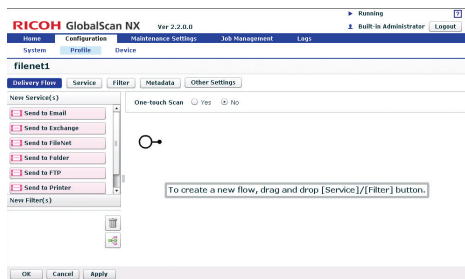 Running ?
RICOH GlobalScan NX Ver 2.2.0.0 Built-in Administrator Logout
Home Configuration Maintenance Settings Job Management Logs
System Profile Device
filenet1
Delivery Flow Service Filter Metadata Other Settings
New Service(s)
One-touch Scan Yes No
Send to Email
Send to Exchange
Send to FileNet
Send to Folder
Send to FTP
Send to Printer
To create a new flow, drag and drop [Service]/[Filter] button.
New Filter(s)
OK Cancel Apply